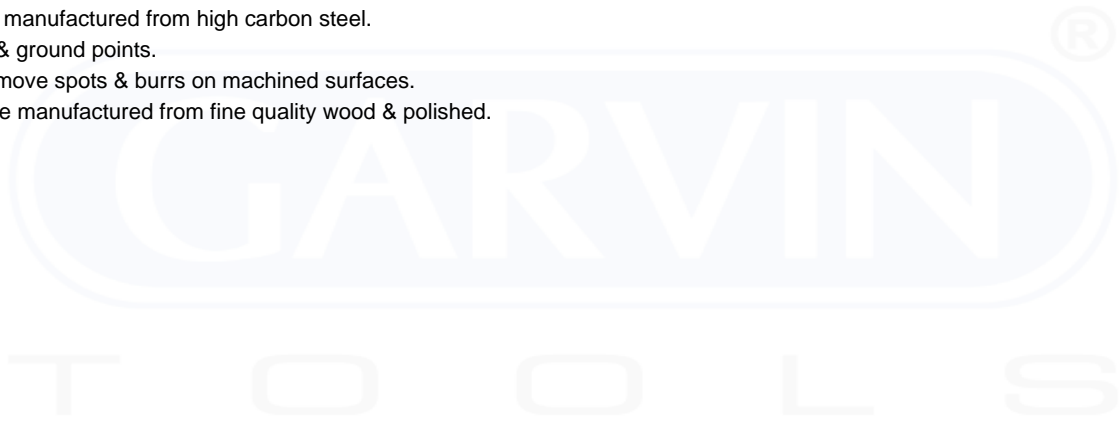 manufactured from high carbon steel.
& ground points.
move spots & burrs on machined surfaces.
e manufactured from fine quality wood & polished.
GARVIN®
TOOLS